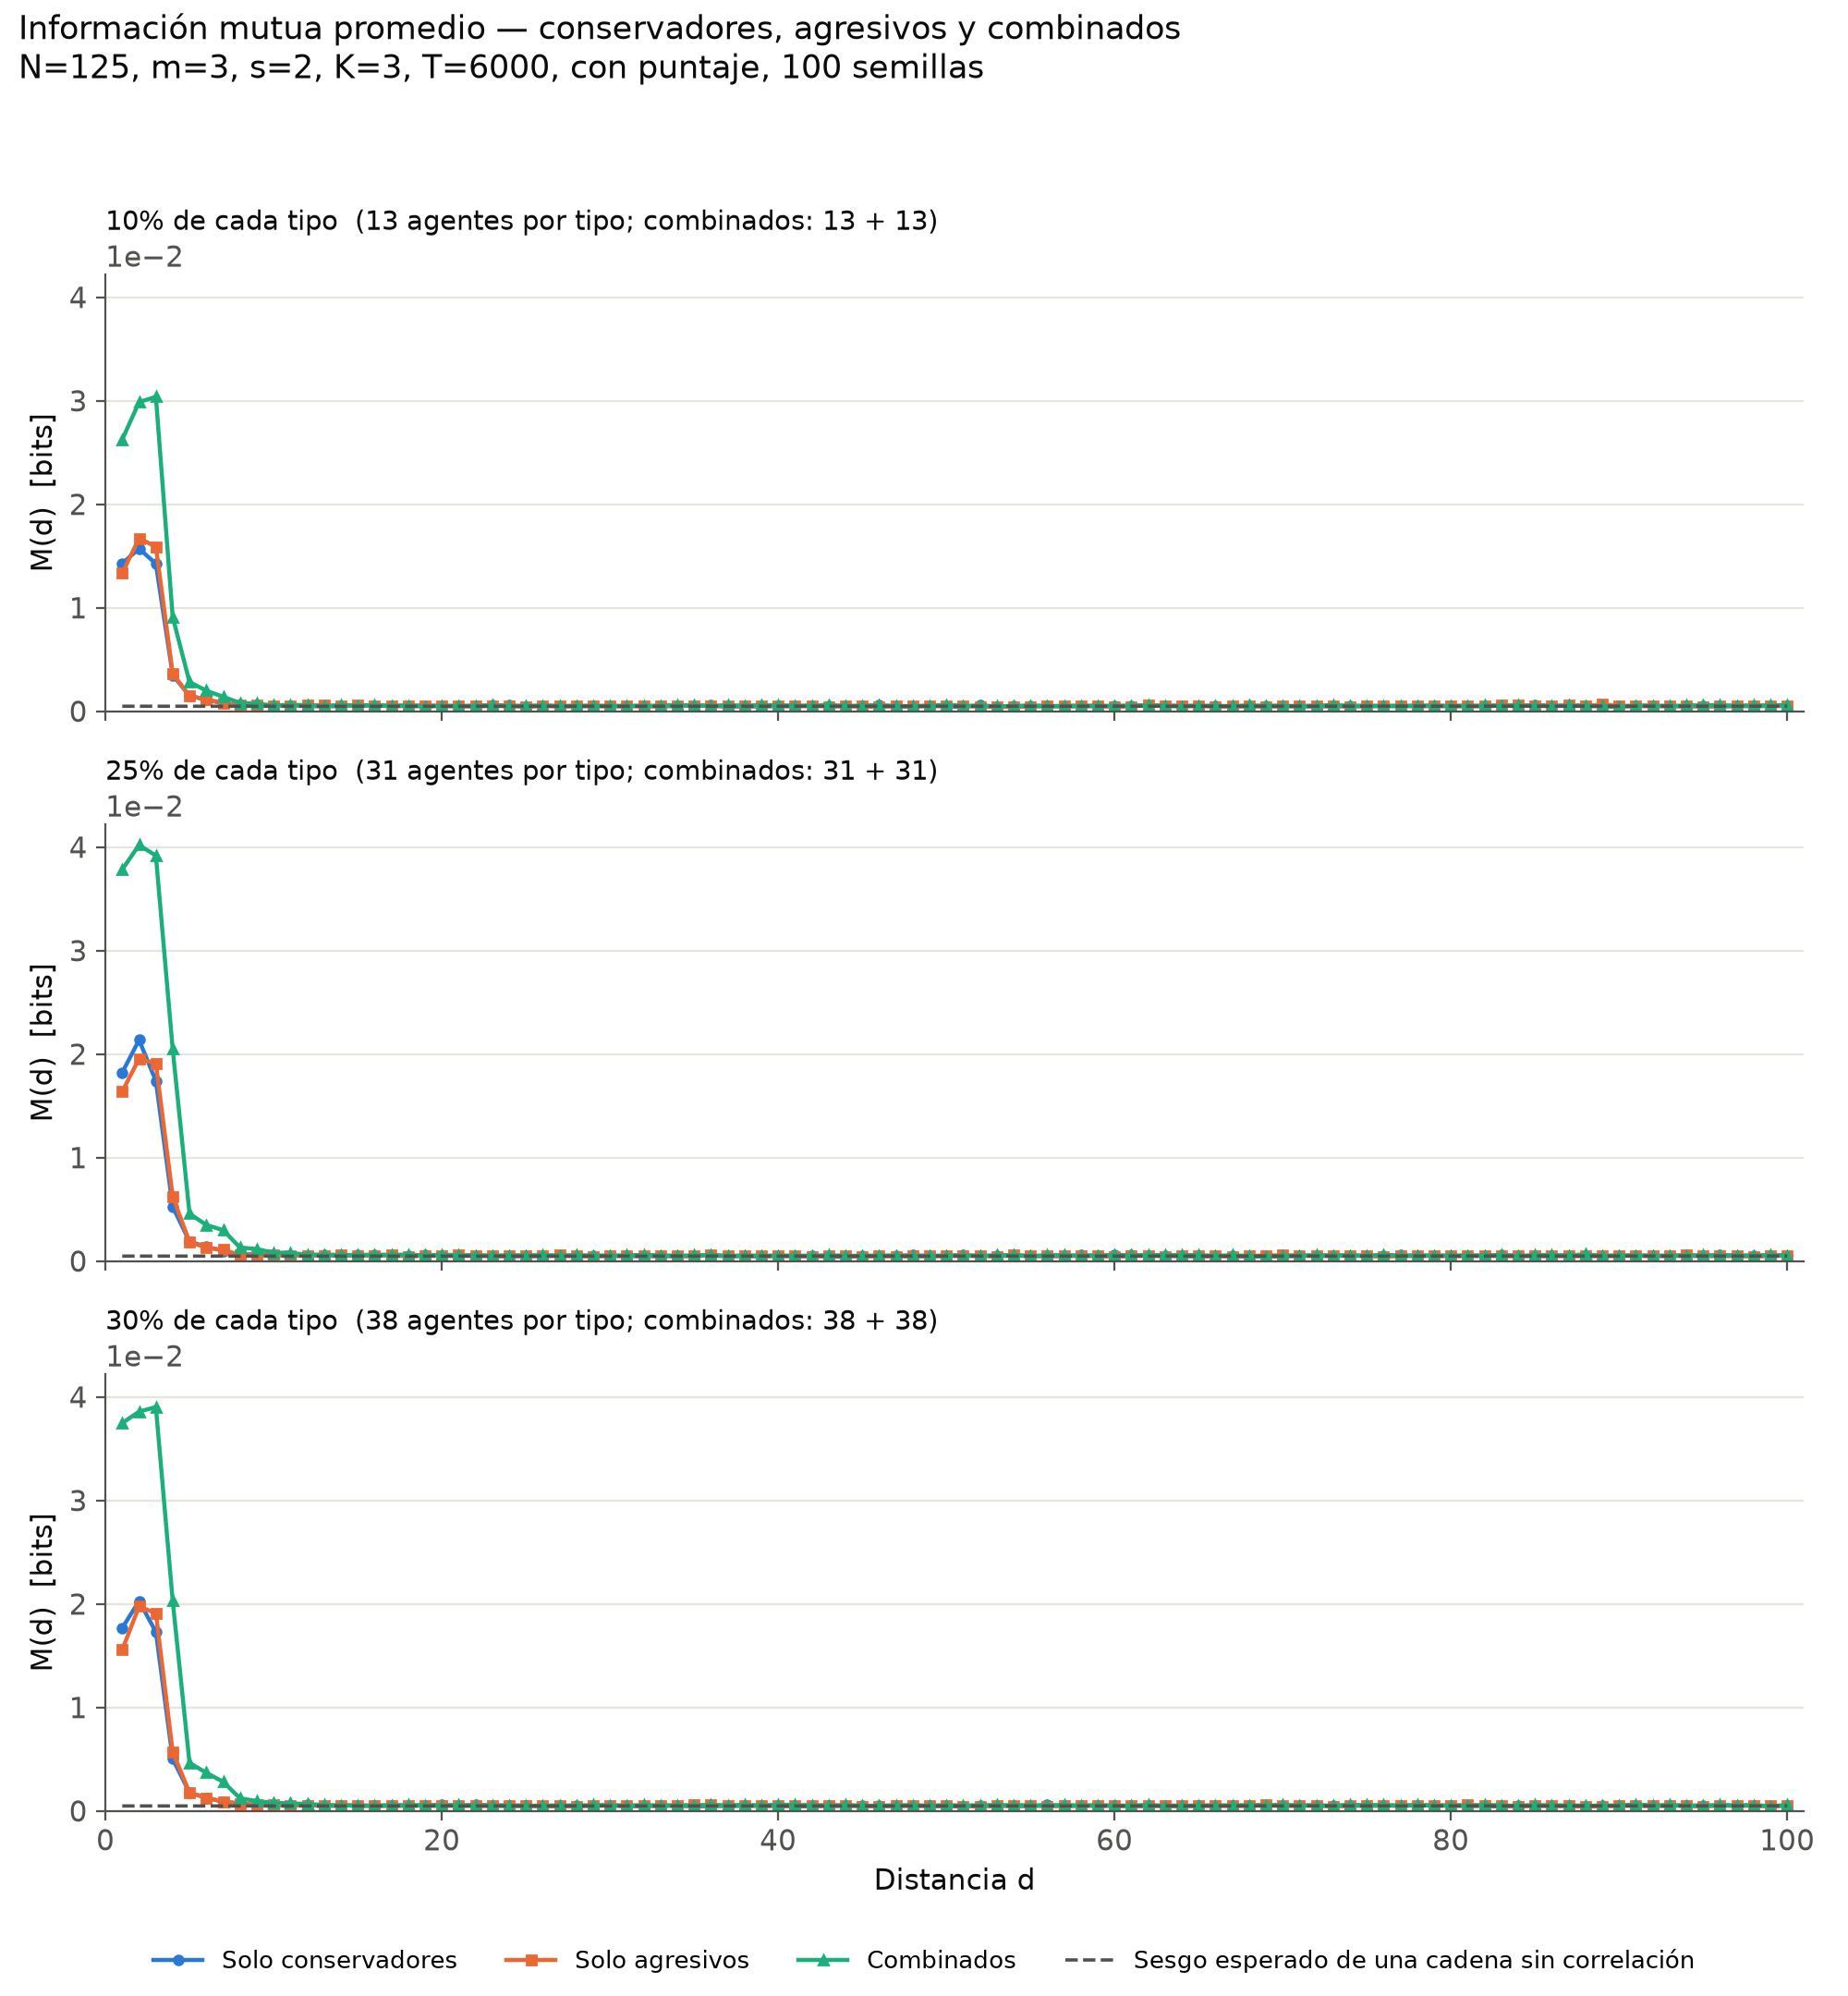 Información mutua promedio — conservadores, agresivos y combinados
N=125, m=3, s=2, K=3, T=6000, con puntaje, 100 semillas
10% de cada tipo  (13 agentes por tipo; combinados: 13 + 13)
1e−2
4
3
2
1
0
M(d)  [bits]
25% de cada tipo  (31 agentes por tipo; combinados: 31 + 31)
1e−2
4
3
2
1
0
M(d)  [bits]
30% de cada tipo  (38 agentes por tipo; combinados: 38 + 38)
1e−2
4
3
2
1
0
M(d)  [bits]
0 20 40 60 80 100
Distancia d
Solo conservadores Solo agresivos Combinados Sesgo esperado de una cadena sin correlación